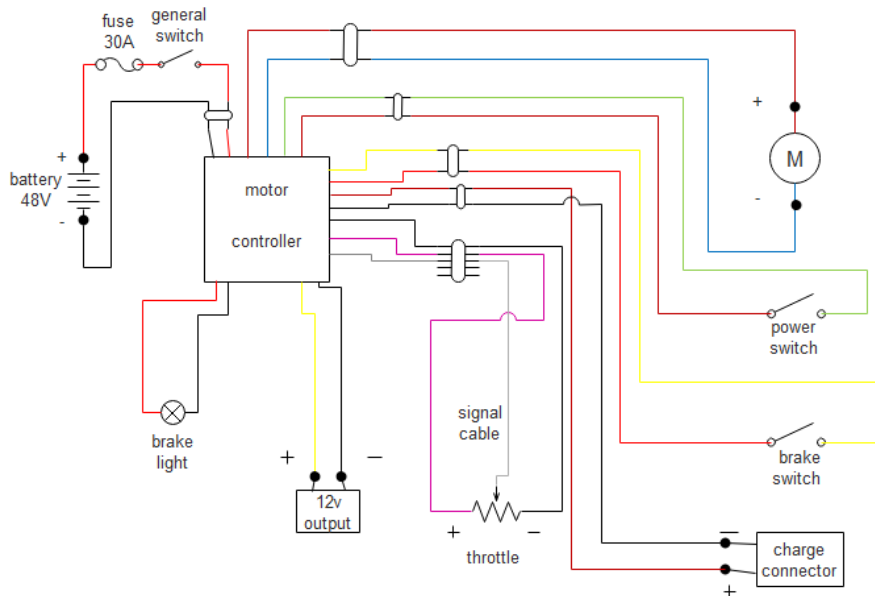 fuse
30A
general
switch
+
battery
48V
-
motor
controller
+
M
-
power
switch
brake
switch
signal
cable
brake
light
+
−
12v
output
+
−
throttle
−
+
charge
connector